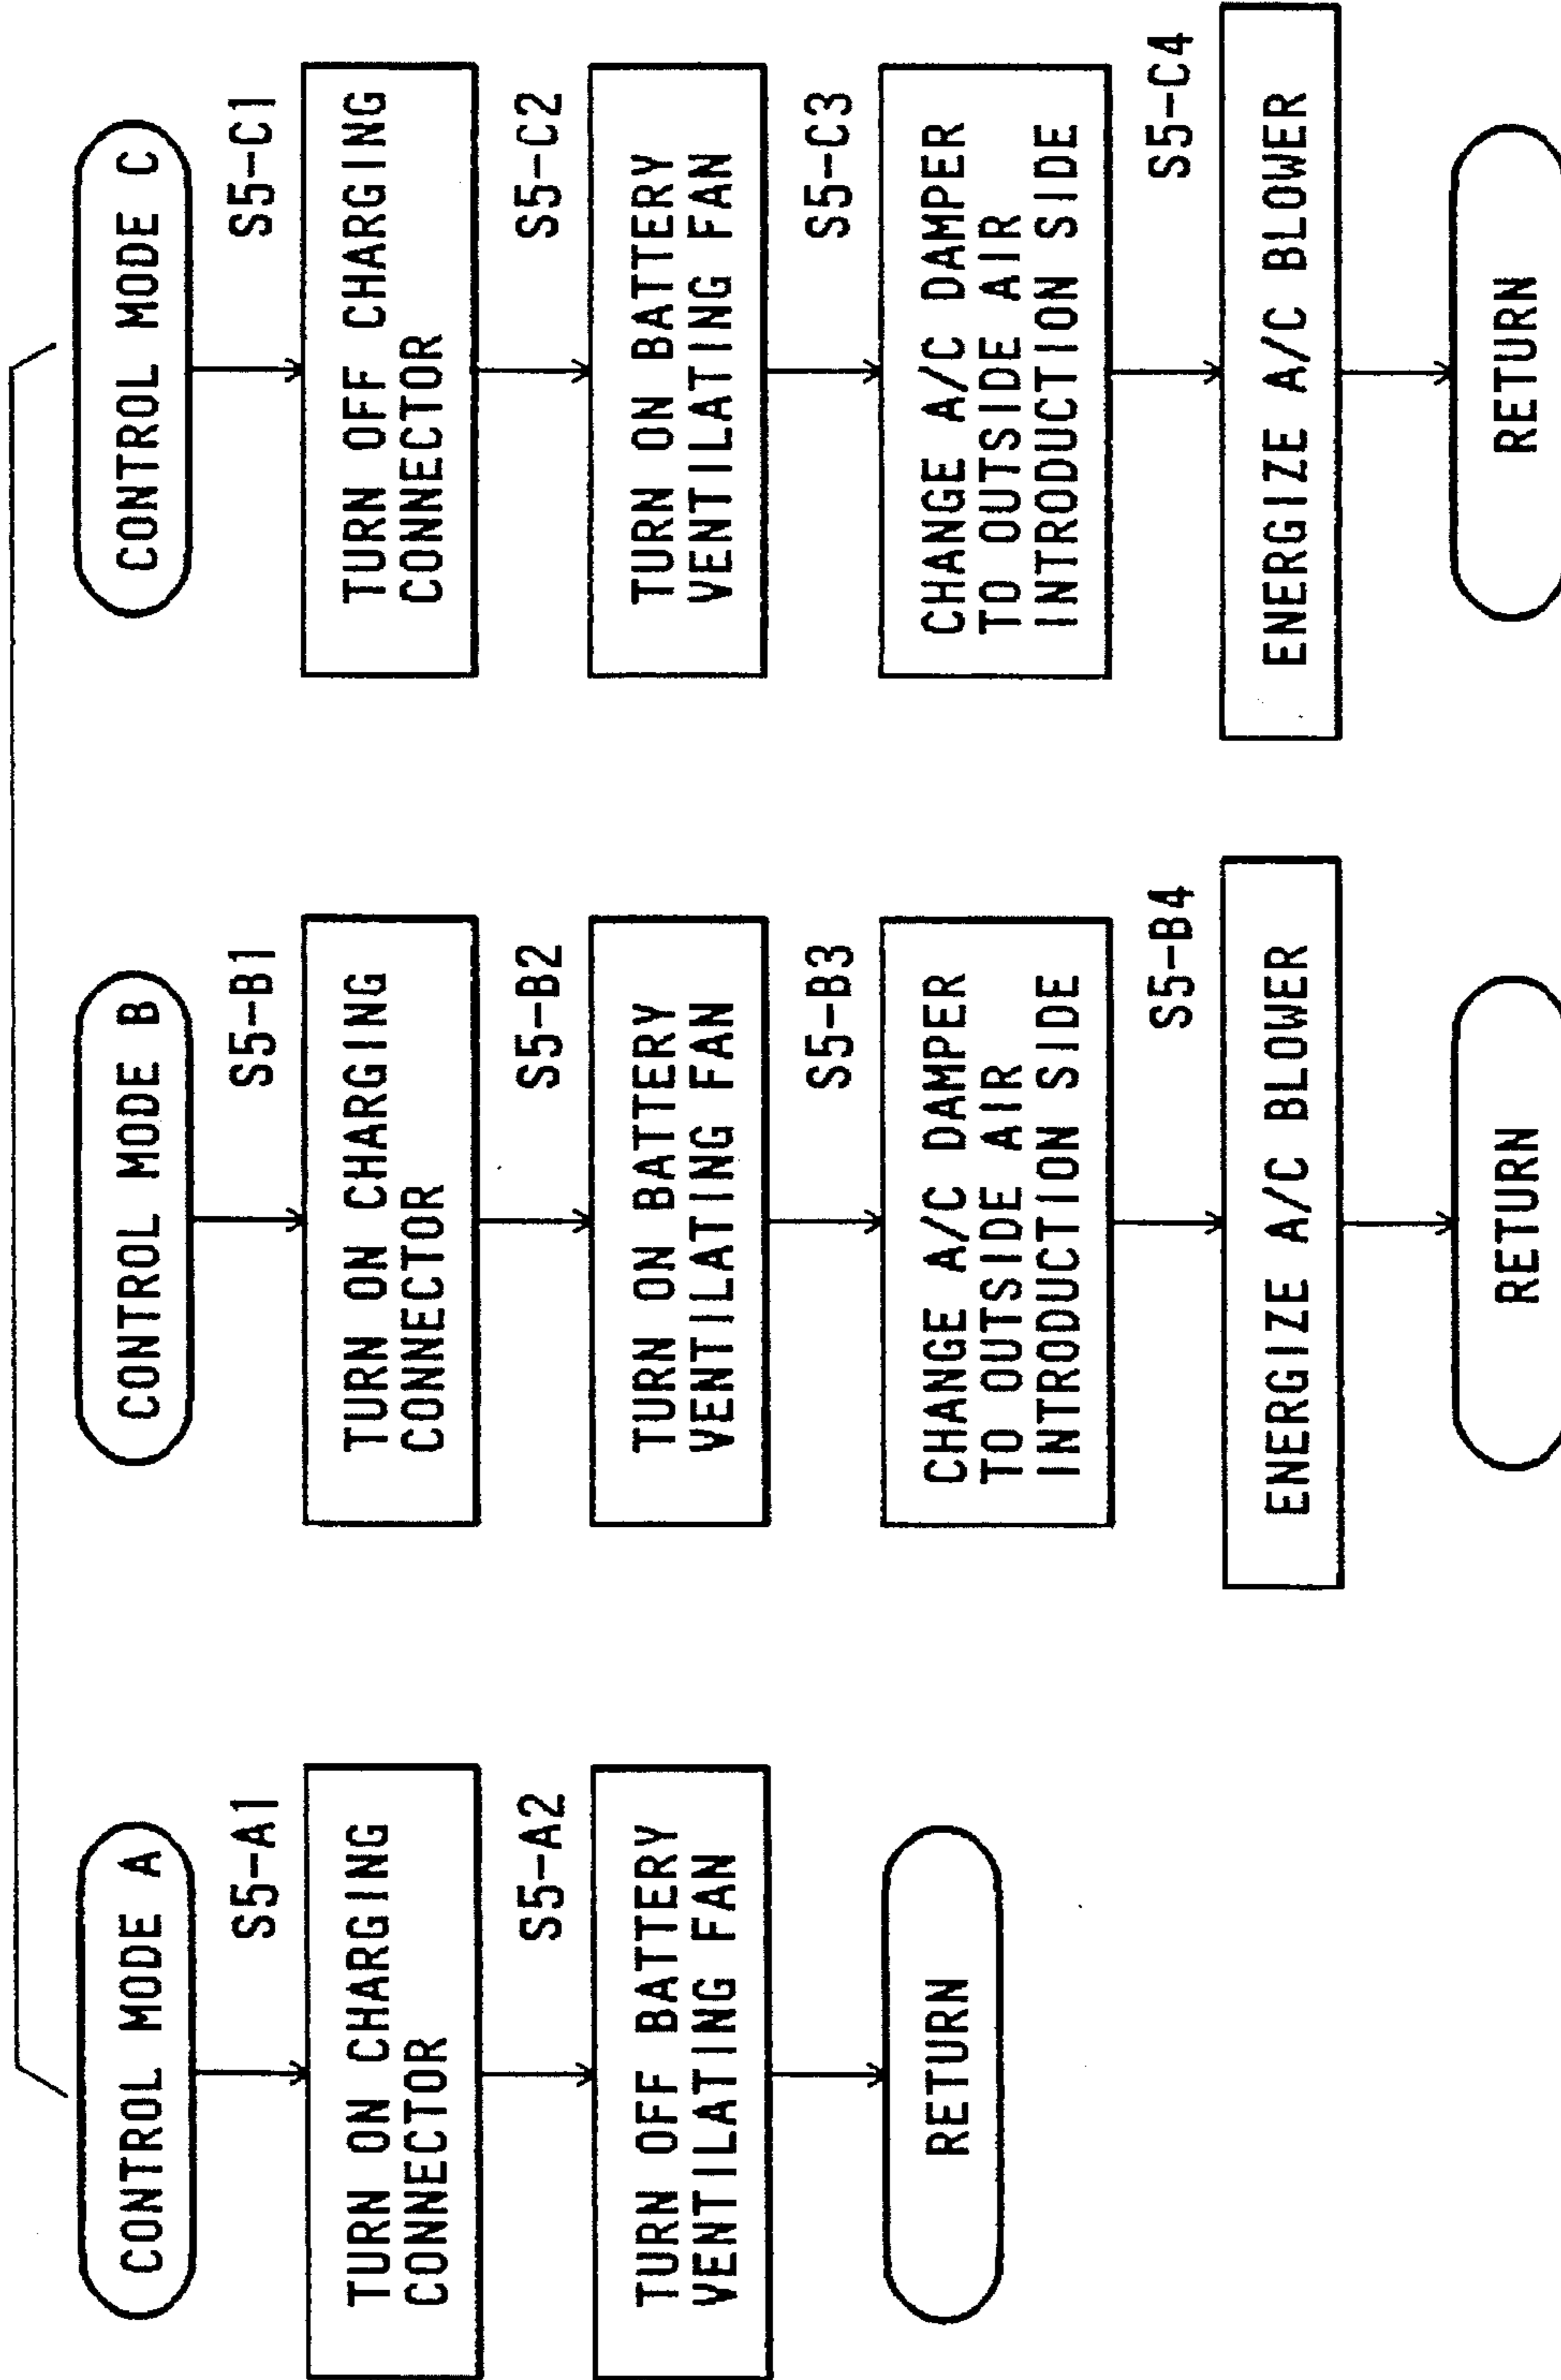 CONTROL MODE A
S5-A1
TURN ON CHARGING
CONNECTOR
S5-A2
TURN OFF BATTERY
VENTILATING FAN
RETURN
CONTROL MODE B
S5-B1
TURN ON CHARGING
CONNECTOR
S5-B2
TURN ON BATTERY
VENTILATING FAN
S5-B3
CHANGE A/C DAMPER
TO OUTSIDE AIR
INTRODUCTION SIDE
S5-B4
ENERGIZE A/C BLOWER
RETURN
CONTROL MODE C
S5-C1
TURN OFF CHARGING
CONNECTOR
S5-C2
TURN ON BATTERY
VENTILATING FAN
S5-C3
CHANGE A/C DAMPER
TO OUTSIDE AIR
INTRODUCTION SIDE
S5-C4
ENERGIZE A/C BLOWER
RETURN